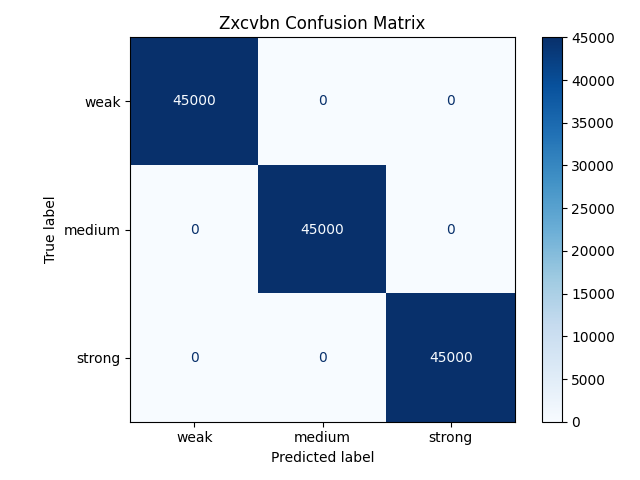 Zxcvbn Confusion Matrix
True label
weak
medium
strong
45000 0 0
0 45000 0
0 0 45000
weak medium strong
Predicted label
45000
40000
35000
30000
25000
20000
15000
10000
5000
0